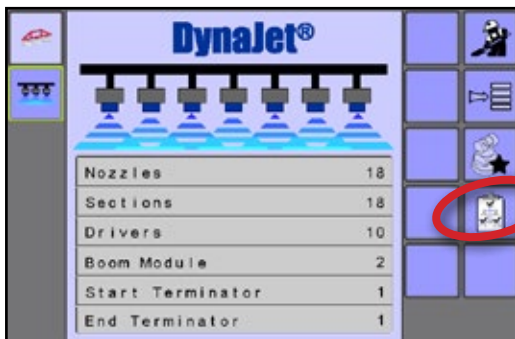 DynaJet®
Nozzles 18
Sections 18
Drivers 10
Boom Module 2
Start Terminator 1
End Terminator 1